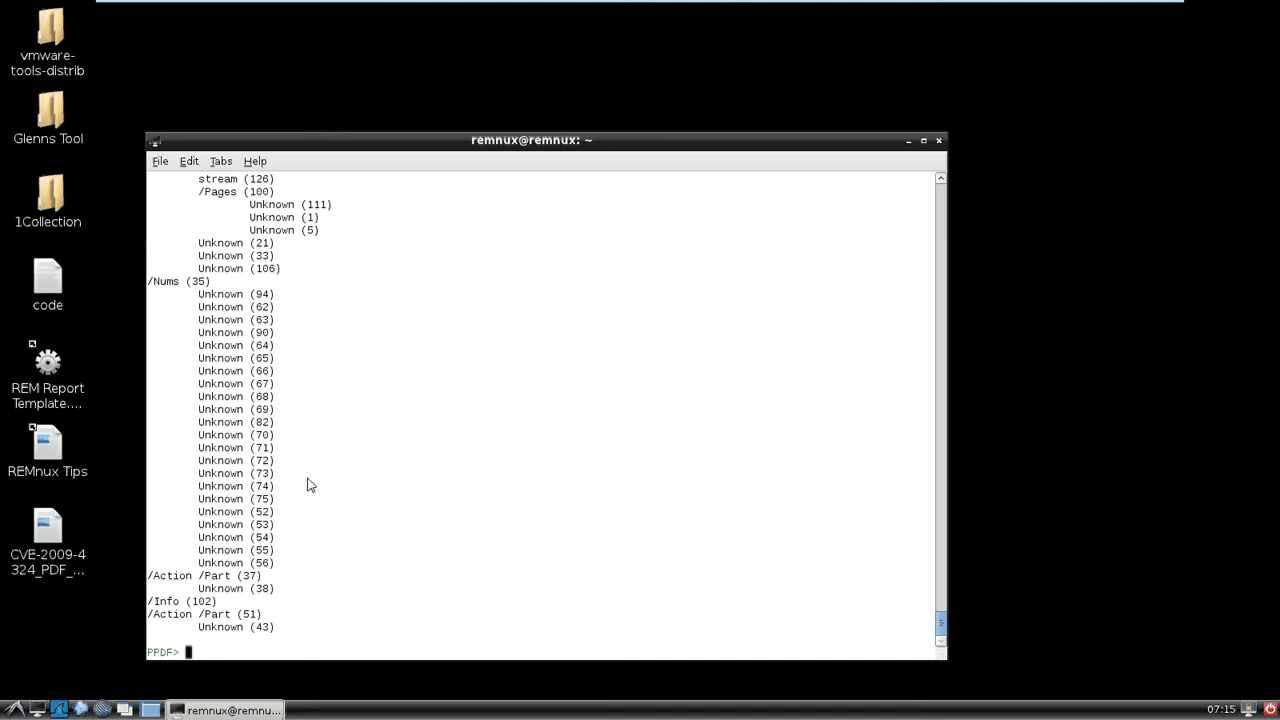 vmware-
tools-distrib
Glenns Tool
1Collection
code
REM Report
Template....
REMnux Tips
CVE-2009-4
324_PDF_...
remnux@remnux: ~
File Edit Tabs Help
stream (126)
/Pages (100)
Unknown (111)
Unknown (1)
Unknown (5)
Unknown (21)
Unknown (33)
Unknown (106)
/Nums (35)
Unknown (94)
Unknown (62)
Unknown (63)
Unknown (90)
Unknown (64)
Unknown (65)
Unknown (66)
Unknown (67)
Unknown (68)
Unknown (69)
Unknown (82)
Unknown (70)
Unknown (71)
Unknown (72)
Unknown (73)
Unknown (74)
Unknown (75)
Unknown (52)
Unknown (53)
Unknown (54)
Unknown (55)
Unknown (56)
/Action /Part (37)
Unknown (38)
/Info (102)
/Action /Part (51)
Unknown (43)
PPDF>
remnux@remnu...
07:15